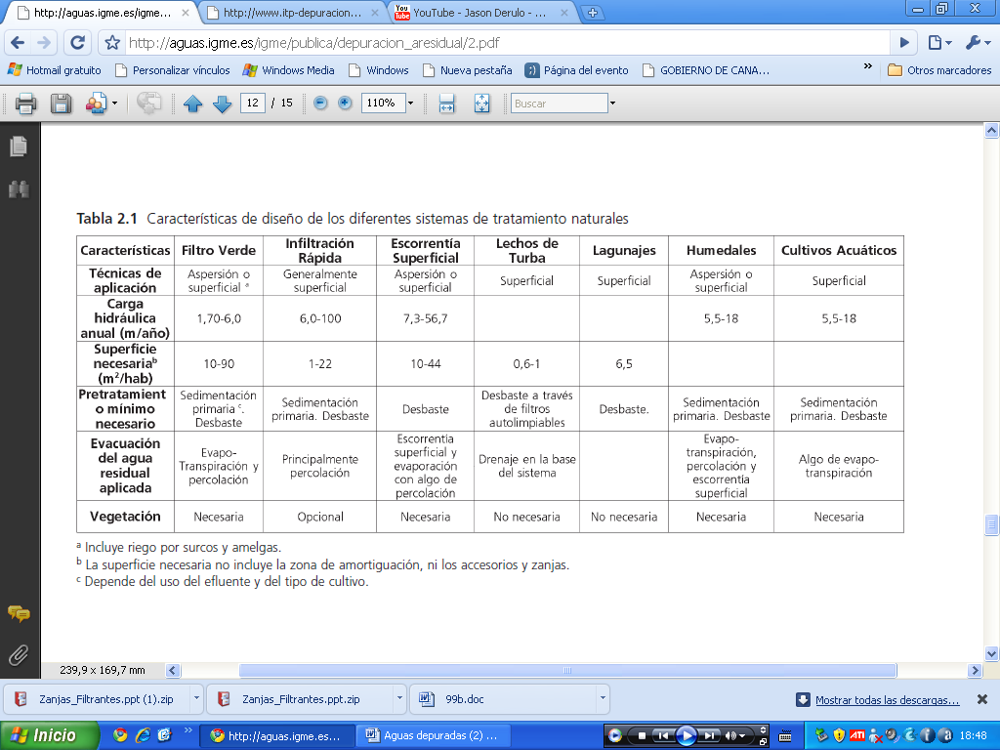 http://aguas.igme.es/igme...
http://www.itp-depuracion...
YouTube - Jason Derulo - ...
http://aguas.igme.es/igme/publica/depuracion_aresidual/2.pdf
Hotmail gratuito
Personalizar vínculos
Windows Media
Windows
Nueva pestaña
Página del evento
GOBIERNO DE CANA...
»
Otros marcadores
12 / 15
110%
Buscar
Tabla 2.1 Características de diseño de los diferentes sistemas de tratamiento naturales
Características
Filtro Verde
Infiltración
Rápida
Escorrentía
Superficial
Lechos de
Turba
Lagunajes
Humedales
Cultivos Acuáticos
Técnicas de
aplicación
Aspersión o
superficial a
Generalmente
superficial
Aspersión o
superficial
Superficial
Superficial
Aspersión o
superficial
Superficial
Carga
hidráulica
anual (m/año)
1,70-6,0
6,0-100
7,3-56,7
5,5-18
5,5-18
Superficie
necesariab
(m2/hab)
10-90
1-22
10-44
0,6-1
6,5
Pretratamient
o mínimo
necesario
Sedimentación
primaria c.
Desbaste
Sedimentación
primaria. Desbaste
Desbaste
Desbaste a través
de filtros
autolimpiables
Desbaste.
Sedimentación
primaria. Desbaste
Sedimentación
primaria. Desbaste
Evacuación
del agua
residual
aplicada
Evapo-
Transpiración y
percolación
Principalmente
percolación
Escorrentía
superficial y
evaporación
con algo de
percolación
Drenaje en la base
del sistema
Evapo-
transpiración,
percolación y
escorrentía
superficial
Algo de evapo-
transpiración
Vegetación
Necesaria
Opcional
Necesaria
No necesaria
No necesaria
Necesaria
Necesaria
a Incluye riego por surcos y amelgas.
b La superficie necesaria no incluye la zona de amortiguación, ni los accesorios y zanjas.
c Depende del uso del efluente y del tipo de cultivo.
239,9 x 169,7 mm
Zanjas_Filtrantes.ppt (1).zip
Zanjas_Filtrantes.ppt.zip
99b.doc
Mostrar todas las descargas...
Inicio
»
http://aguas.igme.es...
Aguas depuradas (2) ...
18:48